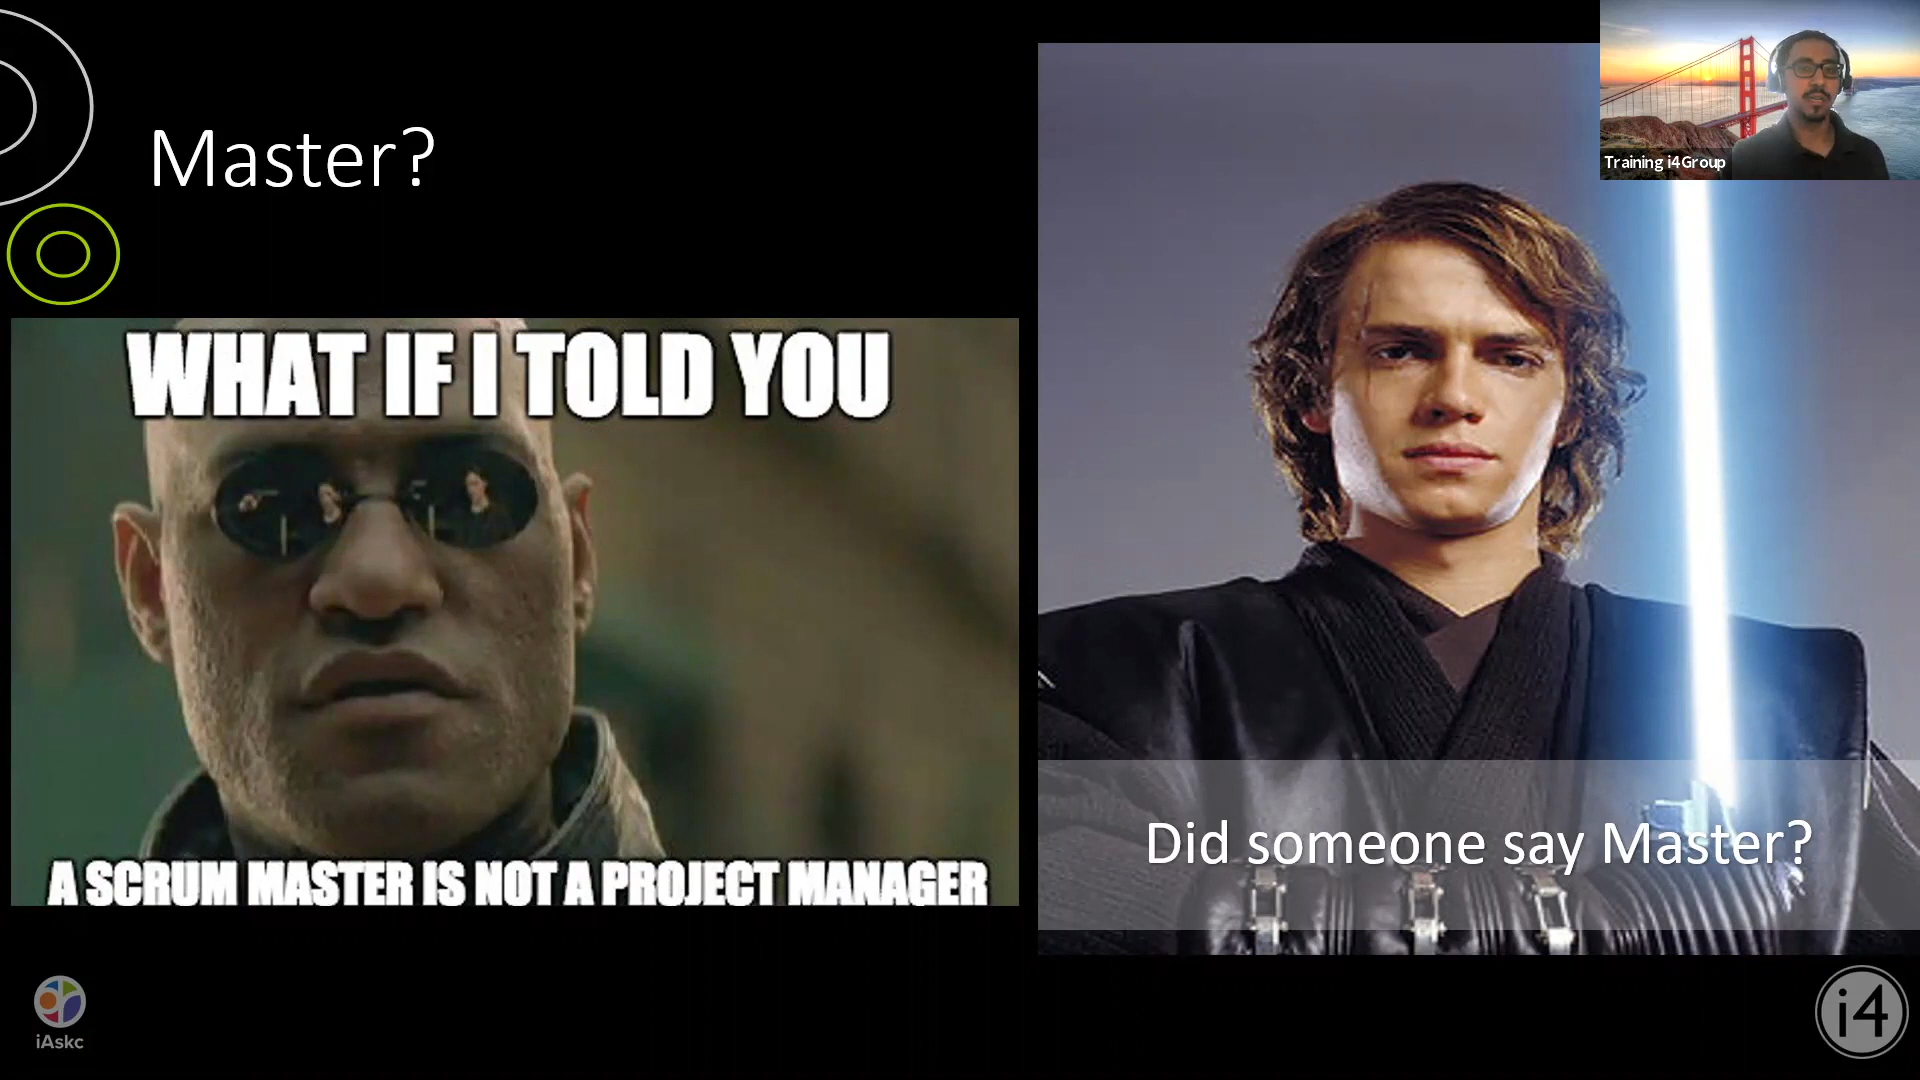 Master?
Training i4Group
WHAT IF I TOLD YOU
A SCRUM MASTER IS NOT A PROJECT MANAGER
Did someone say Master?
iAskc
i4